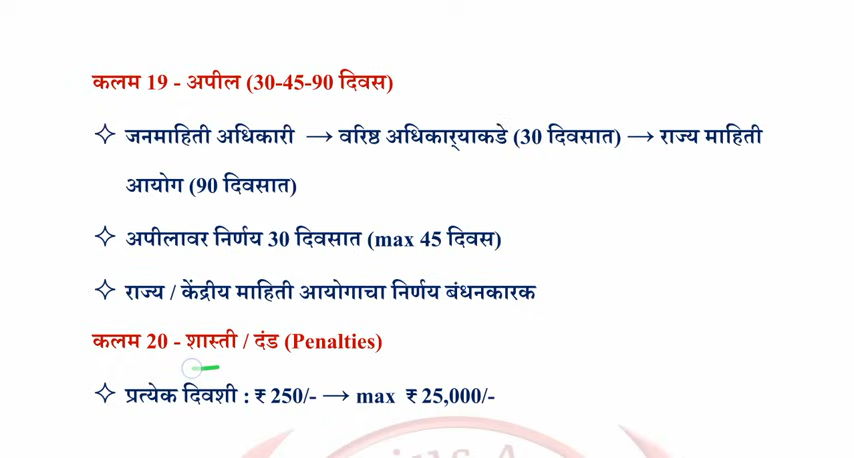 कलम 19 - अपील (30-45-90 दिवस)
जनमाहिती अधिकारी → वरिष्ठ अधिकाऱ्याकडे (30 दिवसात) → राज्य माहिती
आयोग (90 दिवसात)
अपीलावर निर्णय 30 दिवसात (max 45 दिवस)
राज्य / केंद्रीय माहिती आयोगाचा निर्णय बंधनकारक
कलम 20 - शास्ती / दंड (Penalties)
प्रत्येक दिवशी : ₹ 250/- → max ₹ 25,000/-